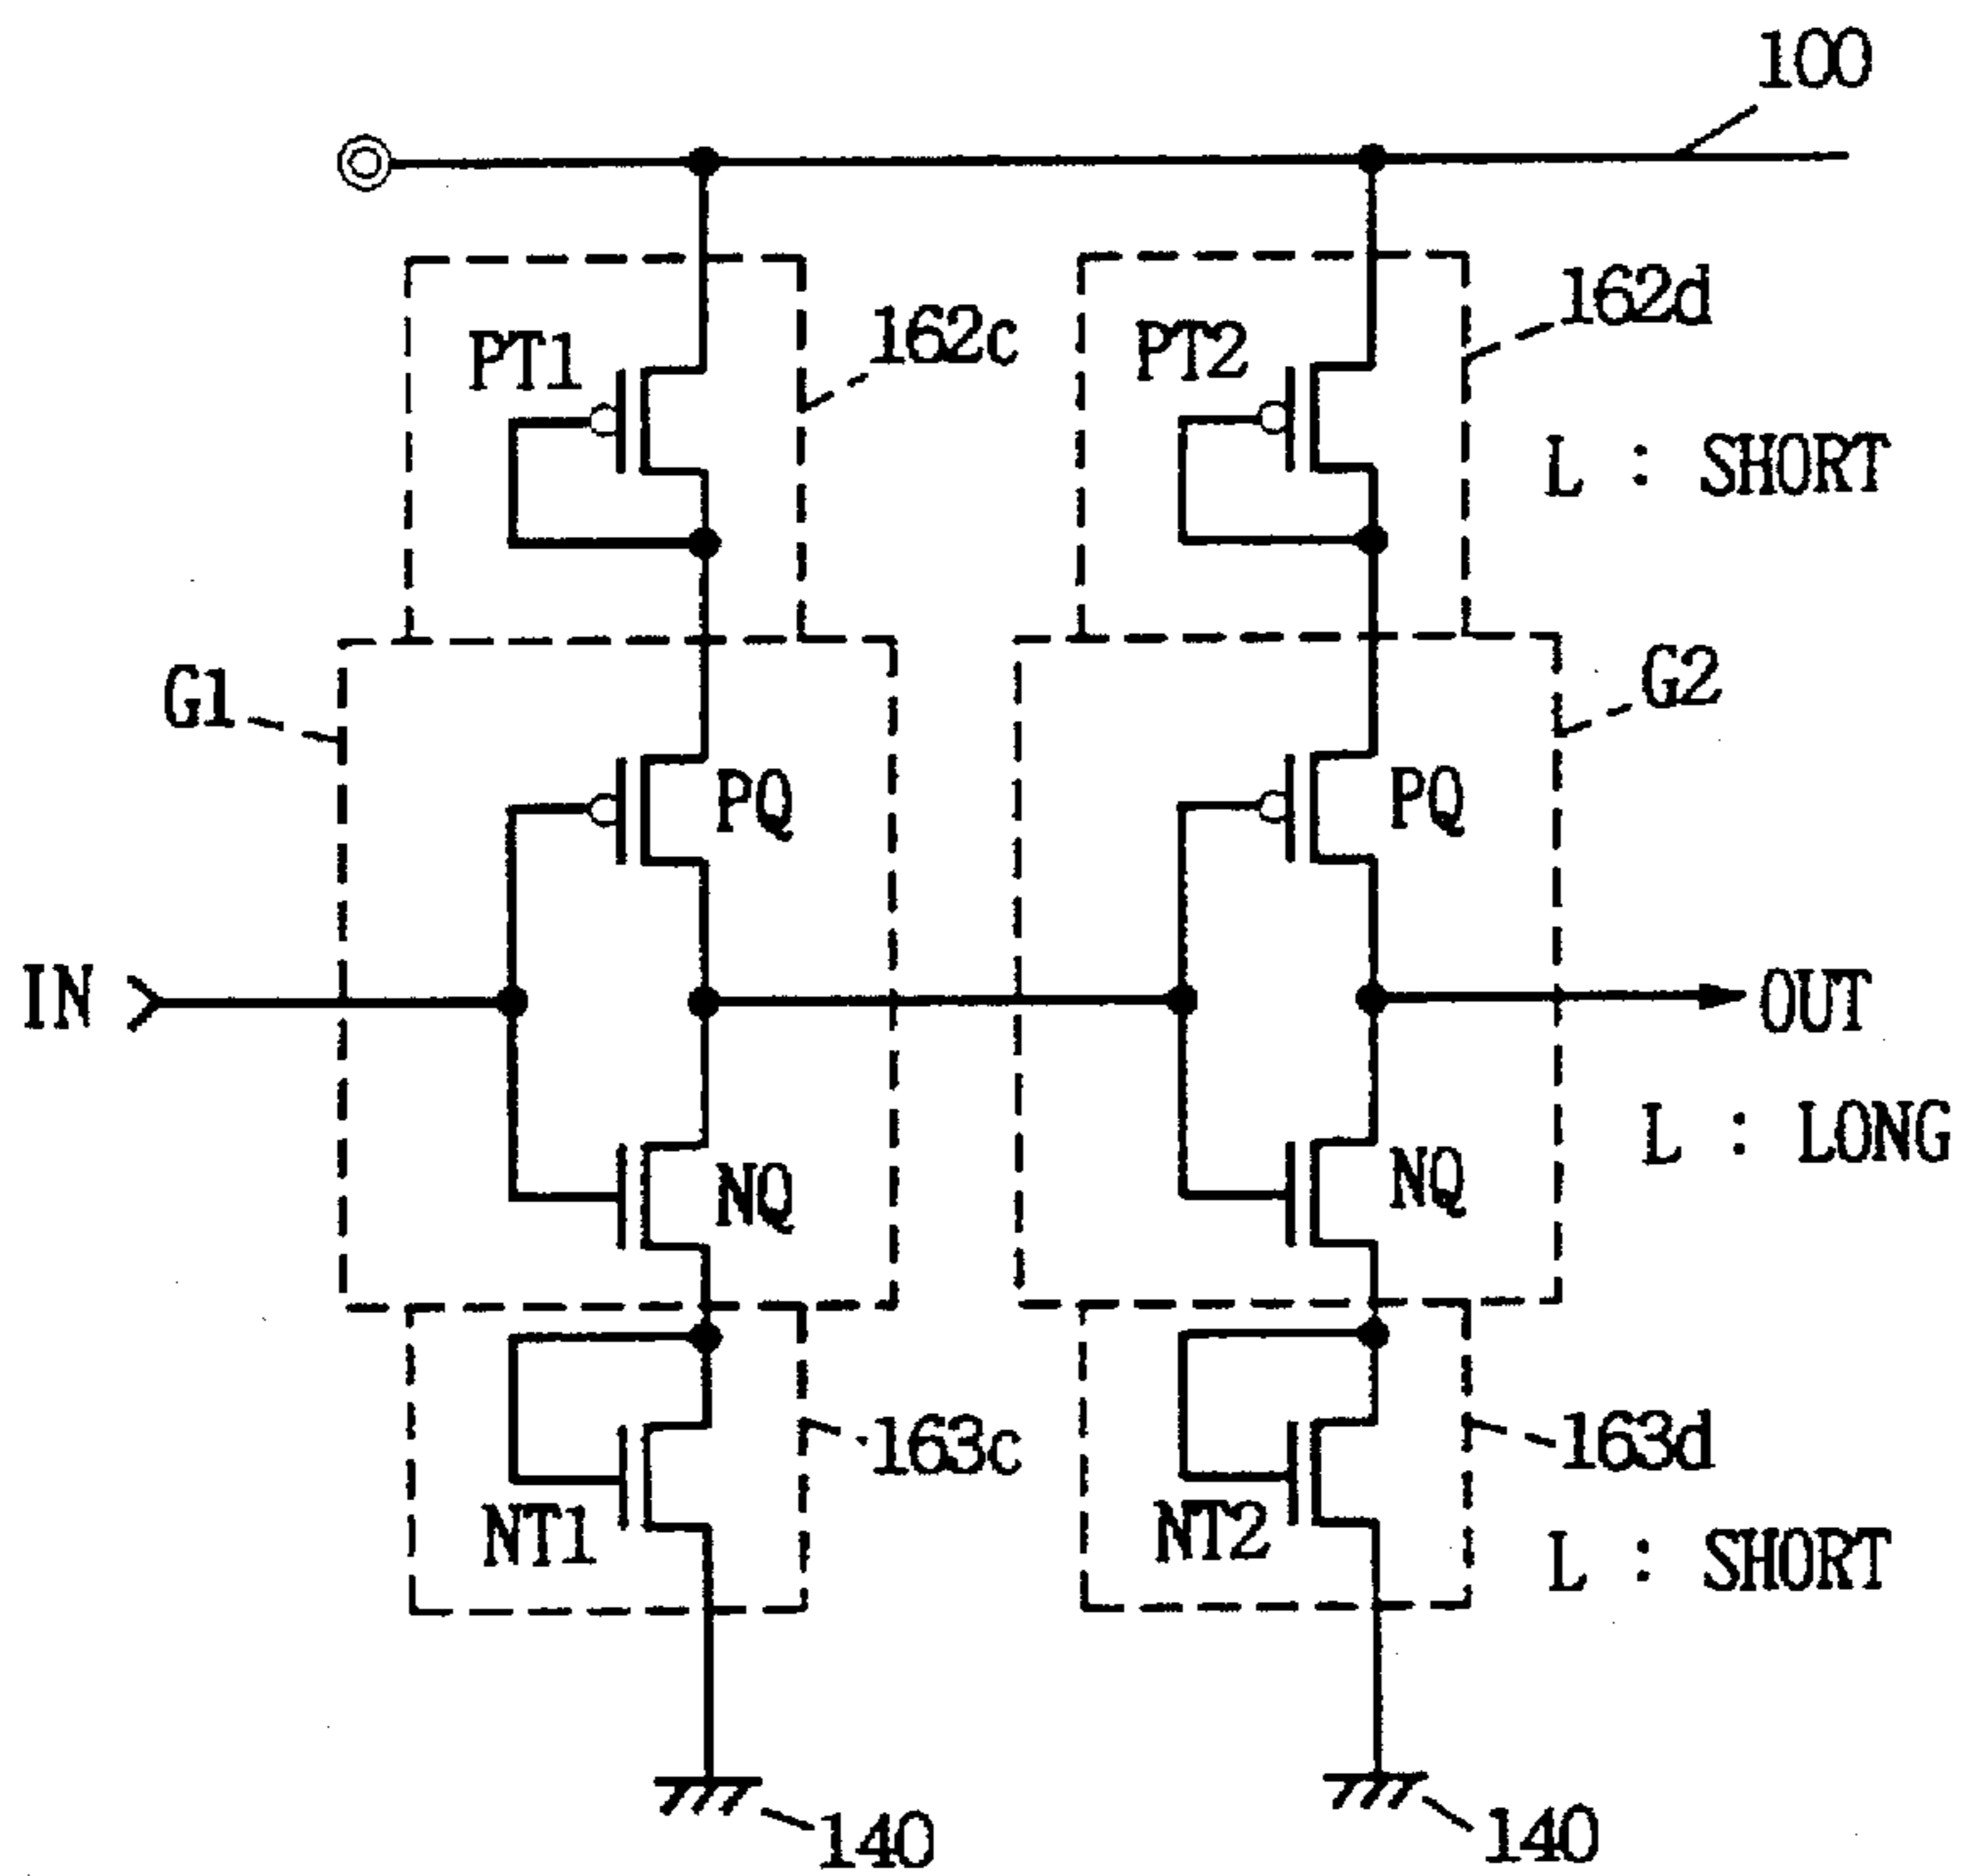 100
162c
162d
PT1
PT2
L : SHORT
G1
G2
PQ
PQ
IN
OUT
L : LONG
NQ
NQ
163c
163d
NT1
NT2
L : SHORT
140
140